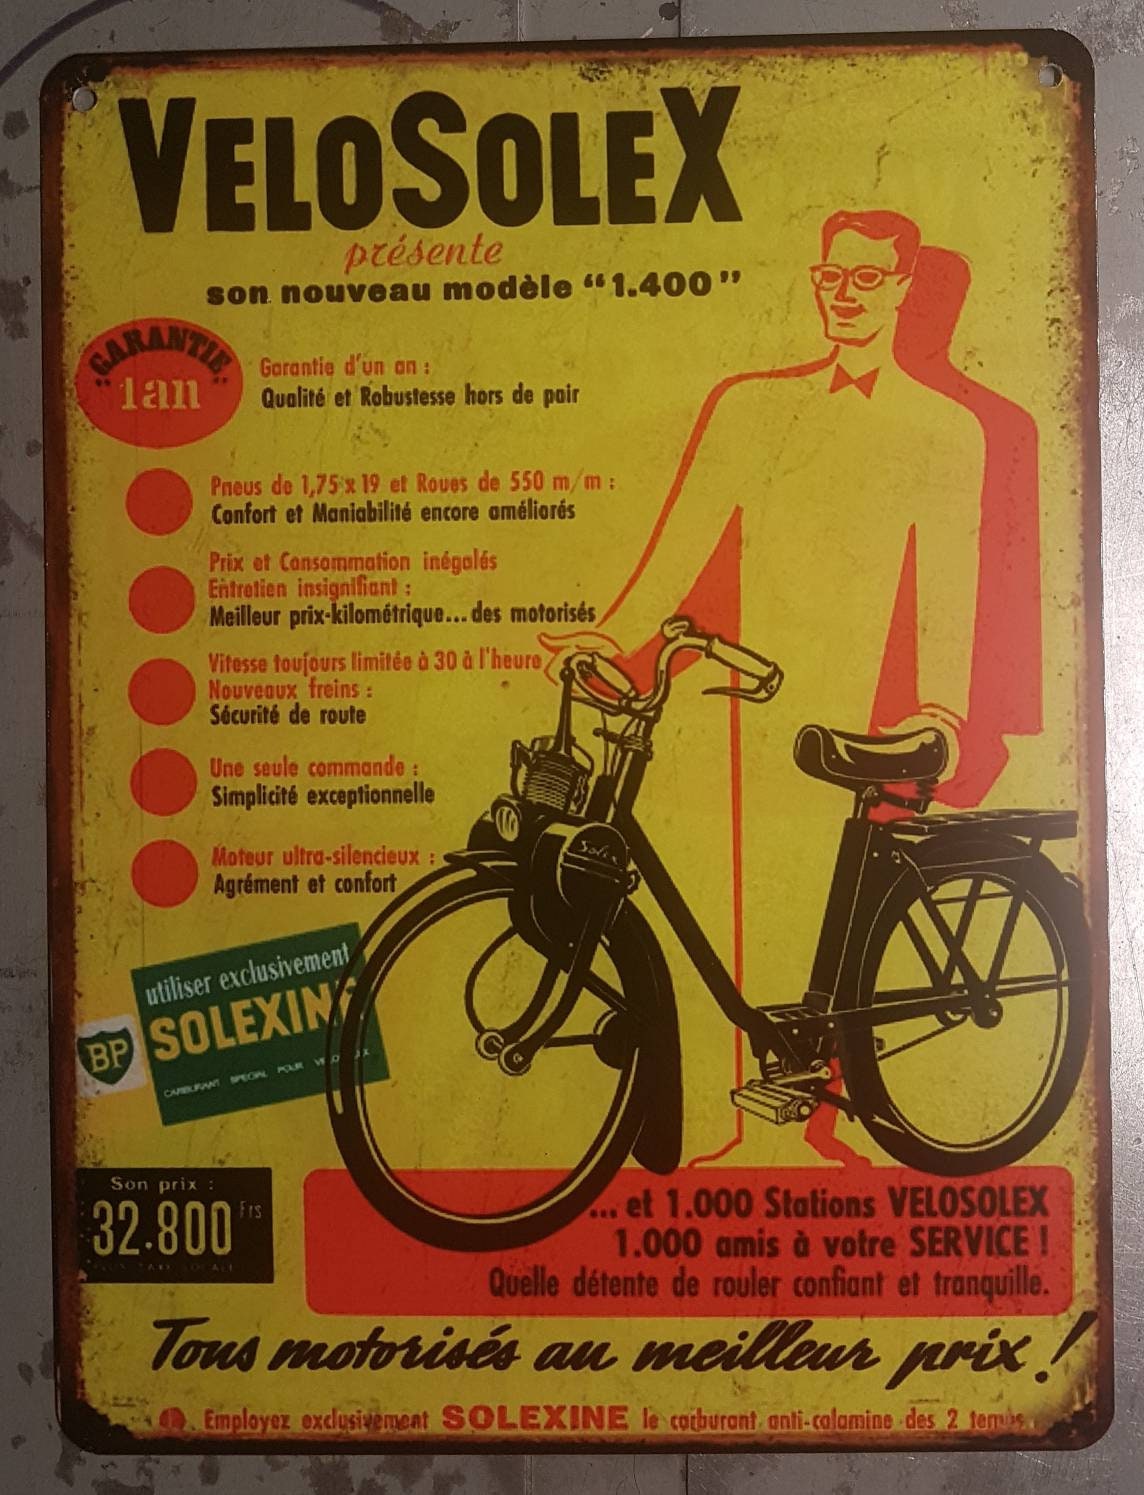 VELOSOLEX
présente
son nouveau modèle “1.400”
GARANTIE
1an
Garantie d'un an :
Qualité et Robustesse hors de pair
Pneus de 1,75 x 19 et Roues de 550 m/m :
Confort et Maniabilité encore améliorés
Prix et Consommation inégalés
Entretien insignifiant :
Meilleur prix-kilométrique... des motorisés
Vitesse toujours limitée à 30 à l'heure
Nouveaux freins :
Sécurité de route
Une seule commande :
Simplicité exceptionnelle
Moteur ultra-silencieux :
Agrément et confort
Solex
utiliser exclusivement
SOLEXINE
BP
CARBURANT SPECIAL POUR
Son prix :
32.800 Frs
... et 1.000 Stations VELOSOLEX
1.000 amis à votre SERVICE !
Quelle détente de rouler confiant et tranquille.
Tous motorisés au meilleur prix !
Employez exclusivement SOLEXINE le carburant anti-calamine des 2 temps